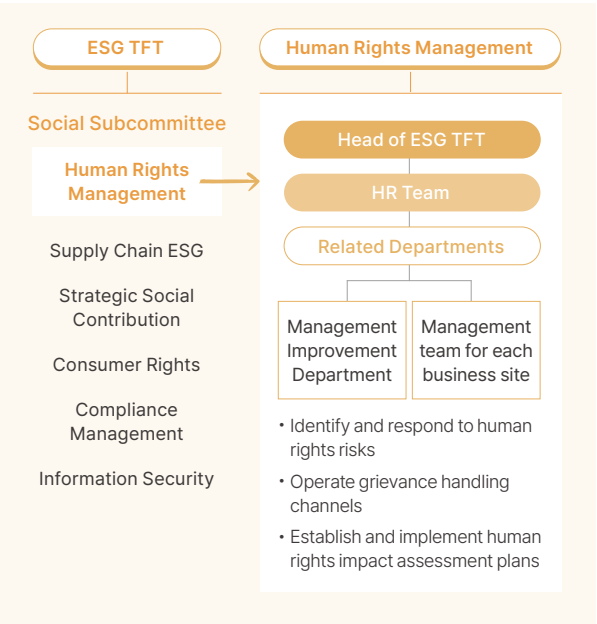 ESG TFT
Social Subcommittee
Human Rights
Management
Supply Chain ESG
Strategic Social
Contribution
Consumer Rights
Compliance
Management
Information Security
Human Rights Management
Head of ESG TFT
HR Team
Related Departments
Management
Improvement
Department
Management
team for each
business site
• Identify and respond to human
rights risks
• Operate grievance handling
channels
• Establish and implement human
rights impact assessment plans